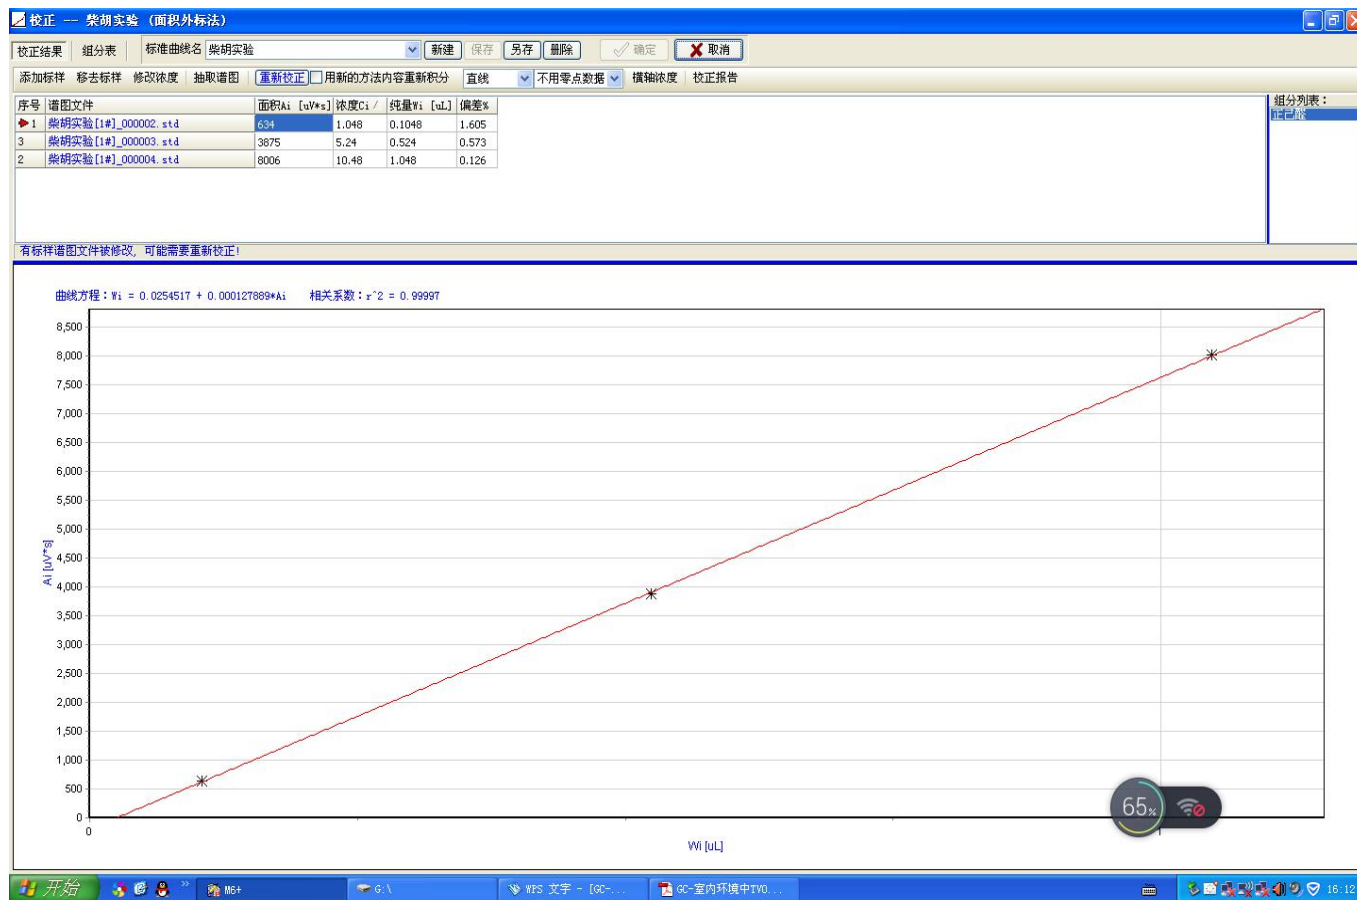 校正 -- 柴胡实验 (面积外标法)
校正结果 组分表 标准曲线名 柴胡实验 新建 保存 另存 删除 确定 取消
添加标样 移去标样 修改浓度 抽取谱图 重新校正 用新的方法内容重新积分 直线 不用零点数据 横轴浓度 校正报告
序号 谱图文件 面积Ai [uV*s] 浓度Ci / 纯量Wi [uL] 偏差%
1 柴胡实验[1#]_000002.std 634 1.048 0.1048 1.605
3 柴胡实验[1#]_000003.std 3875 5.24 0.524 0.573
2 柴胡实验[1#]_000004.std 8006 10.48 1.048 0.126
组分列表:
正己醛
有标样谱图文件被修改, 可能需要重新校正!
曲线方程:Wi = 0.0254517 + 0.000127889*Ai 相关系数:r^2 = 0.99997
8,500
8,000
7,500
7,000
6,500
6,000
5,500
5,000
4,500
4,000
3,500
3,000
2,500
2,000
1,500
1,000
500
0
Ai [uV*s]
0
Wi [uL]
65%
开始 M6+ G:\ WPS 文字 - [GC-... GC-室内环境中TVO... 16:12